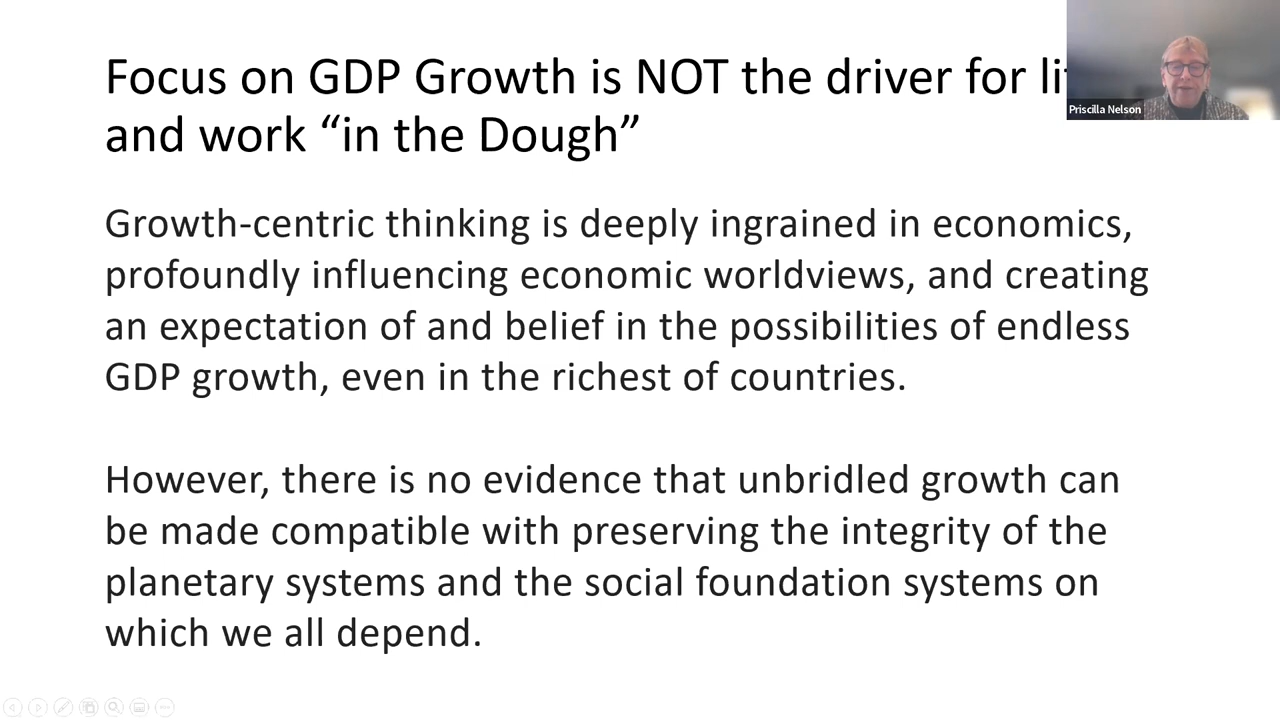 Focus on GDP Growth is NOT the driver for
and work “in the Dough”
Priscilla Nelson
Growth-centric thinking is deeply ingrained in economics,
profoundly influencing economic worldviews, and creating
an expectation of and belief in the possibilities of endless
GDP growth, even in the richest of countries.
However, there is no evidence that unbridled growth can
be made compatible with preserving the integrity of the
planetary systems and the social foundation systems on
which we all depend.